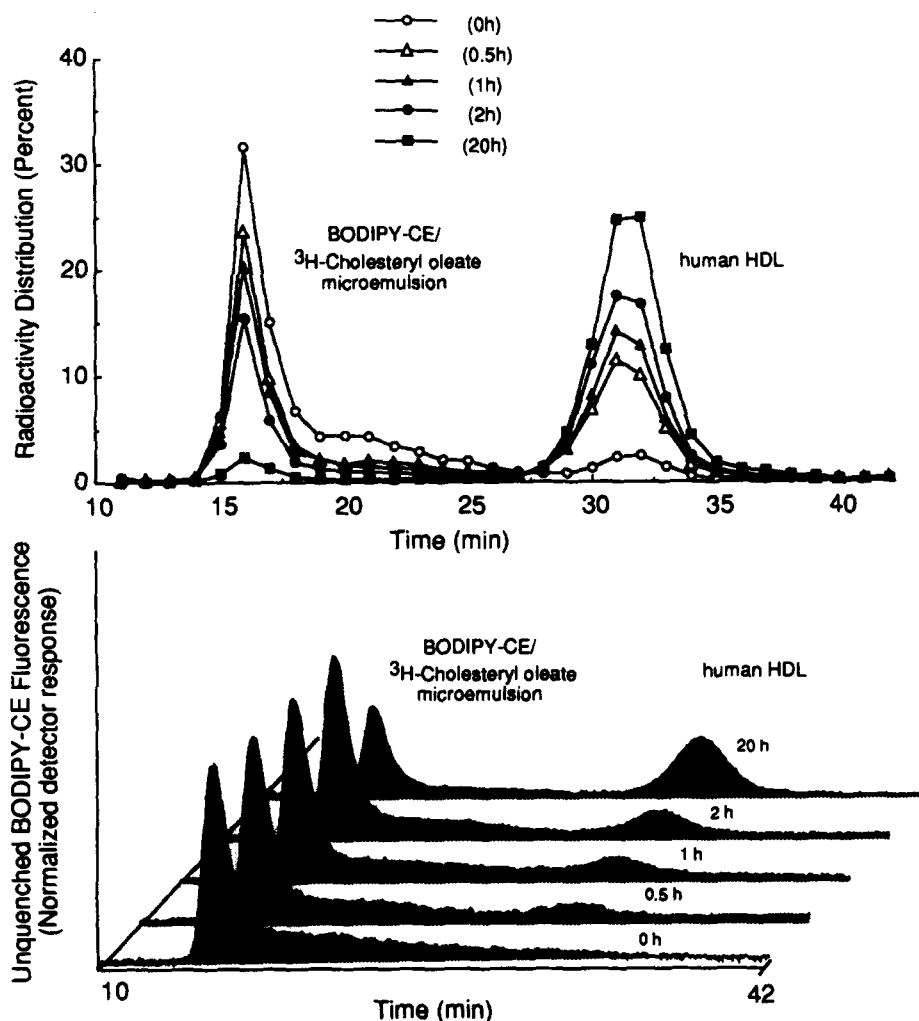 (0h)
(0.5h)
(1h)
(2h)
(20h)
Radioactivity Distribution (Percent)
40
30
20
10
0
BODIPY-CE/
³H-Cholesteryl oleate
microemulsion
human HDL
10
15
20
25
30
35
40
Time (min)
Unquenched BODIPY-CE Fluorescence
(Normalized detector response)
BODIPY-CE/
³H-Cholesteryl oleate
microemulsion
human HDL
20 h
2 h
1 h
0.5 h
0 h
10
42
Time (min)